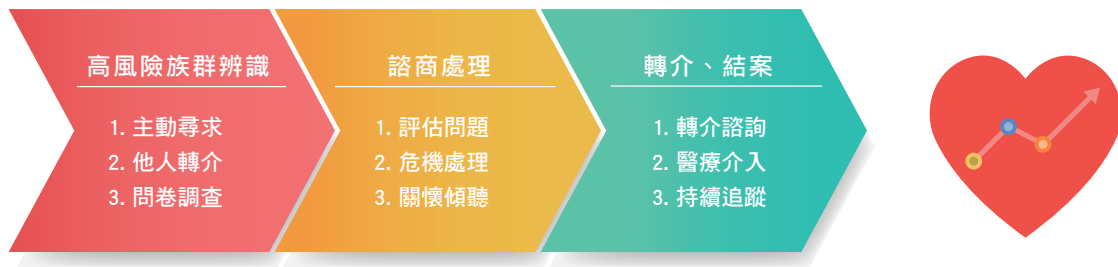 高風險族群辨識
1. 主動尋求
2. 他人轉介
3. 問卷調查
諮商處理
1. 評估問題
2. 危機處理
3. 關懷傾聽
轉介、結案
1. 轉介諮詢
2. 醫療介入
3. 持續追蹤